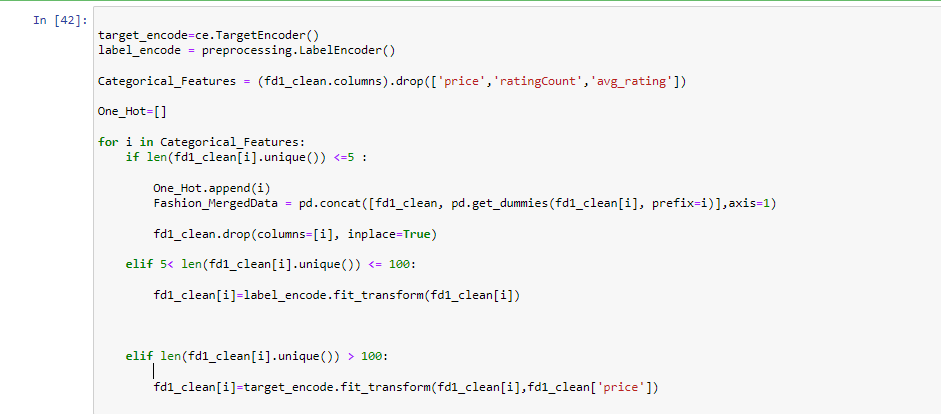 In [42]:
target_encode=ce.TargetEncoder()
label_encode = preprocessing.LabelEncoder()
Categorical_Features = (fd1_clean.columns).drop(['price','ratingCount','avg_rating'])
One_Hot=[]
for i in Categorical_Features:
    if len(fd1_clean[i].unique()) <=5 :
        One_Hot.append(i)
        Fashion_MergedData = pd.concat([fd1_clean, pd.get_dummies(fd1_clean[i], prefix=i)],axis=1)
        fd1_clean.drop(columns=[i], inplace=True)
    elif 5< len(fd1_clean[i].unique()) <= 100:
        fd1_clean[i]=label_encode.fit_transform(fd1_clean[i])
    elif len(fd1_clean[i].unique()) > 100:
        fd1_clean[i]=target_encode.fit_transform(fd1_clean[i],fd1_clean['price'])